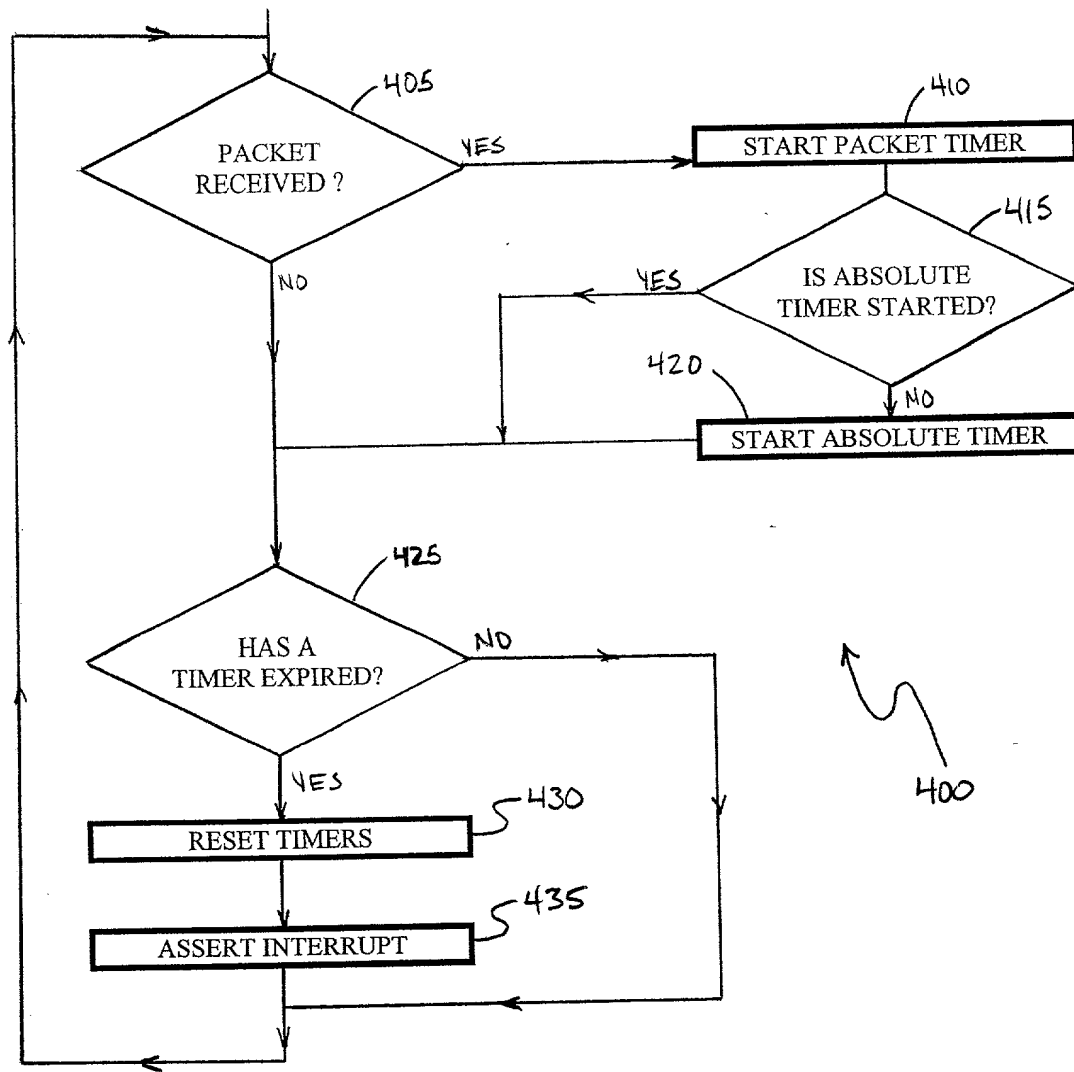 405
PACKET
RECEIVED ?
YES
NO
410
START PACKET TIMER
415
IS ABSOLUTE
TIMER STARTED?
YES
NO
420
START ABSOLUTE TIMER
425
HAS A
TIMER EXPIRED?
NO
YES
430
RESET TIMERS
435
ASSERT INTERRUPT
400